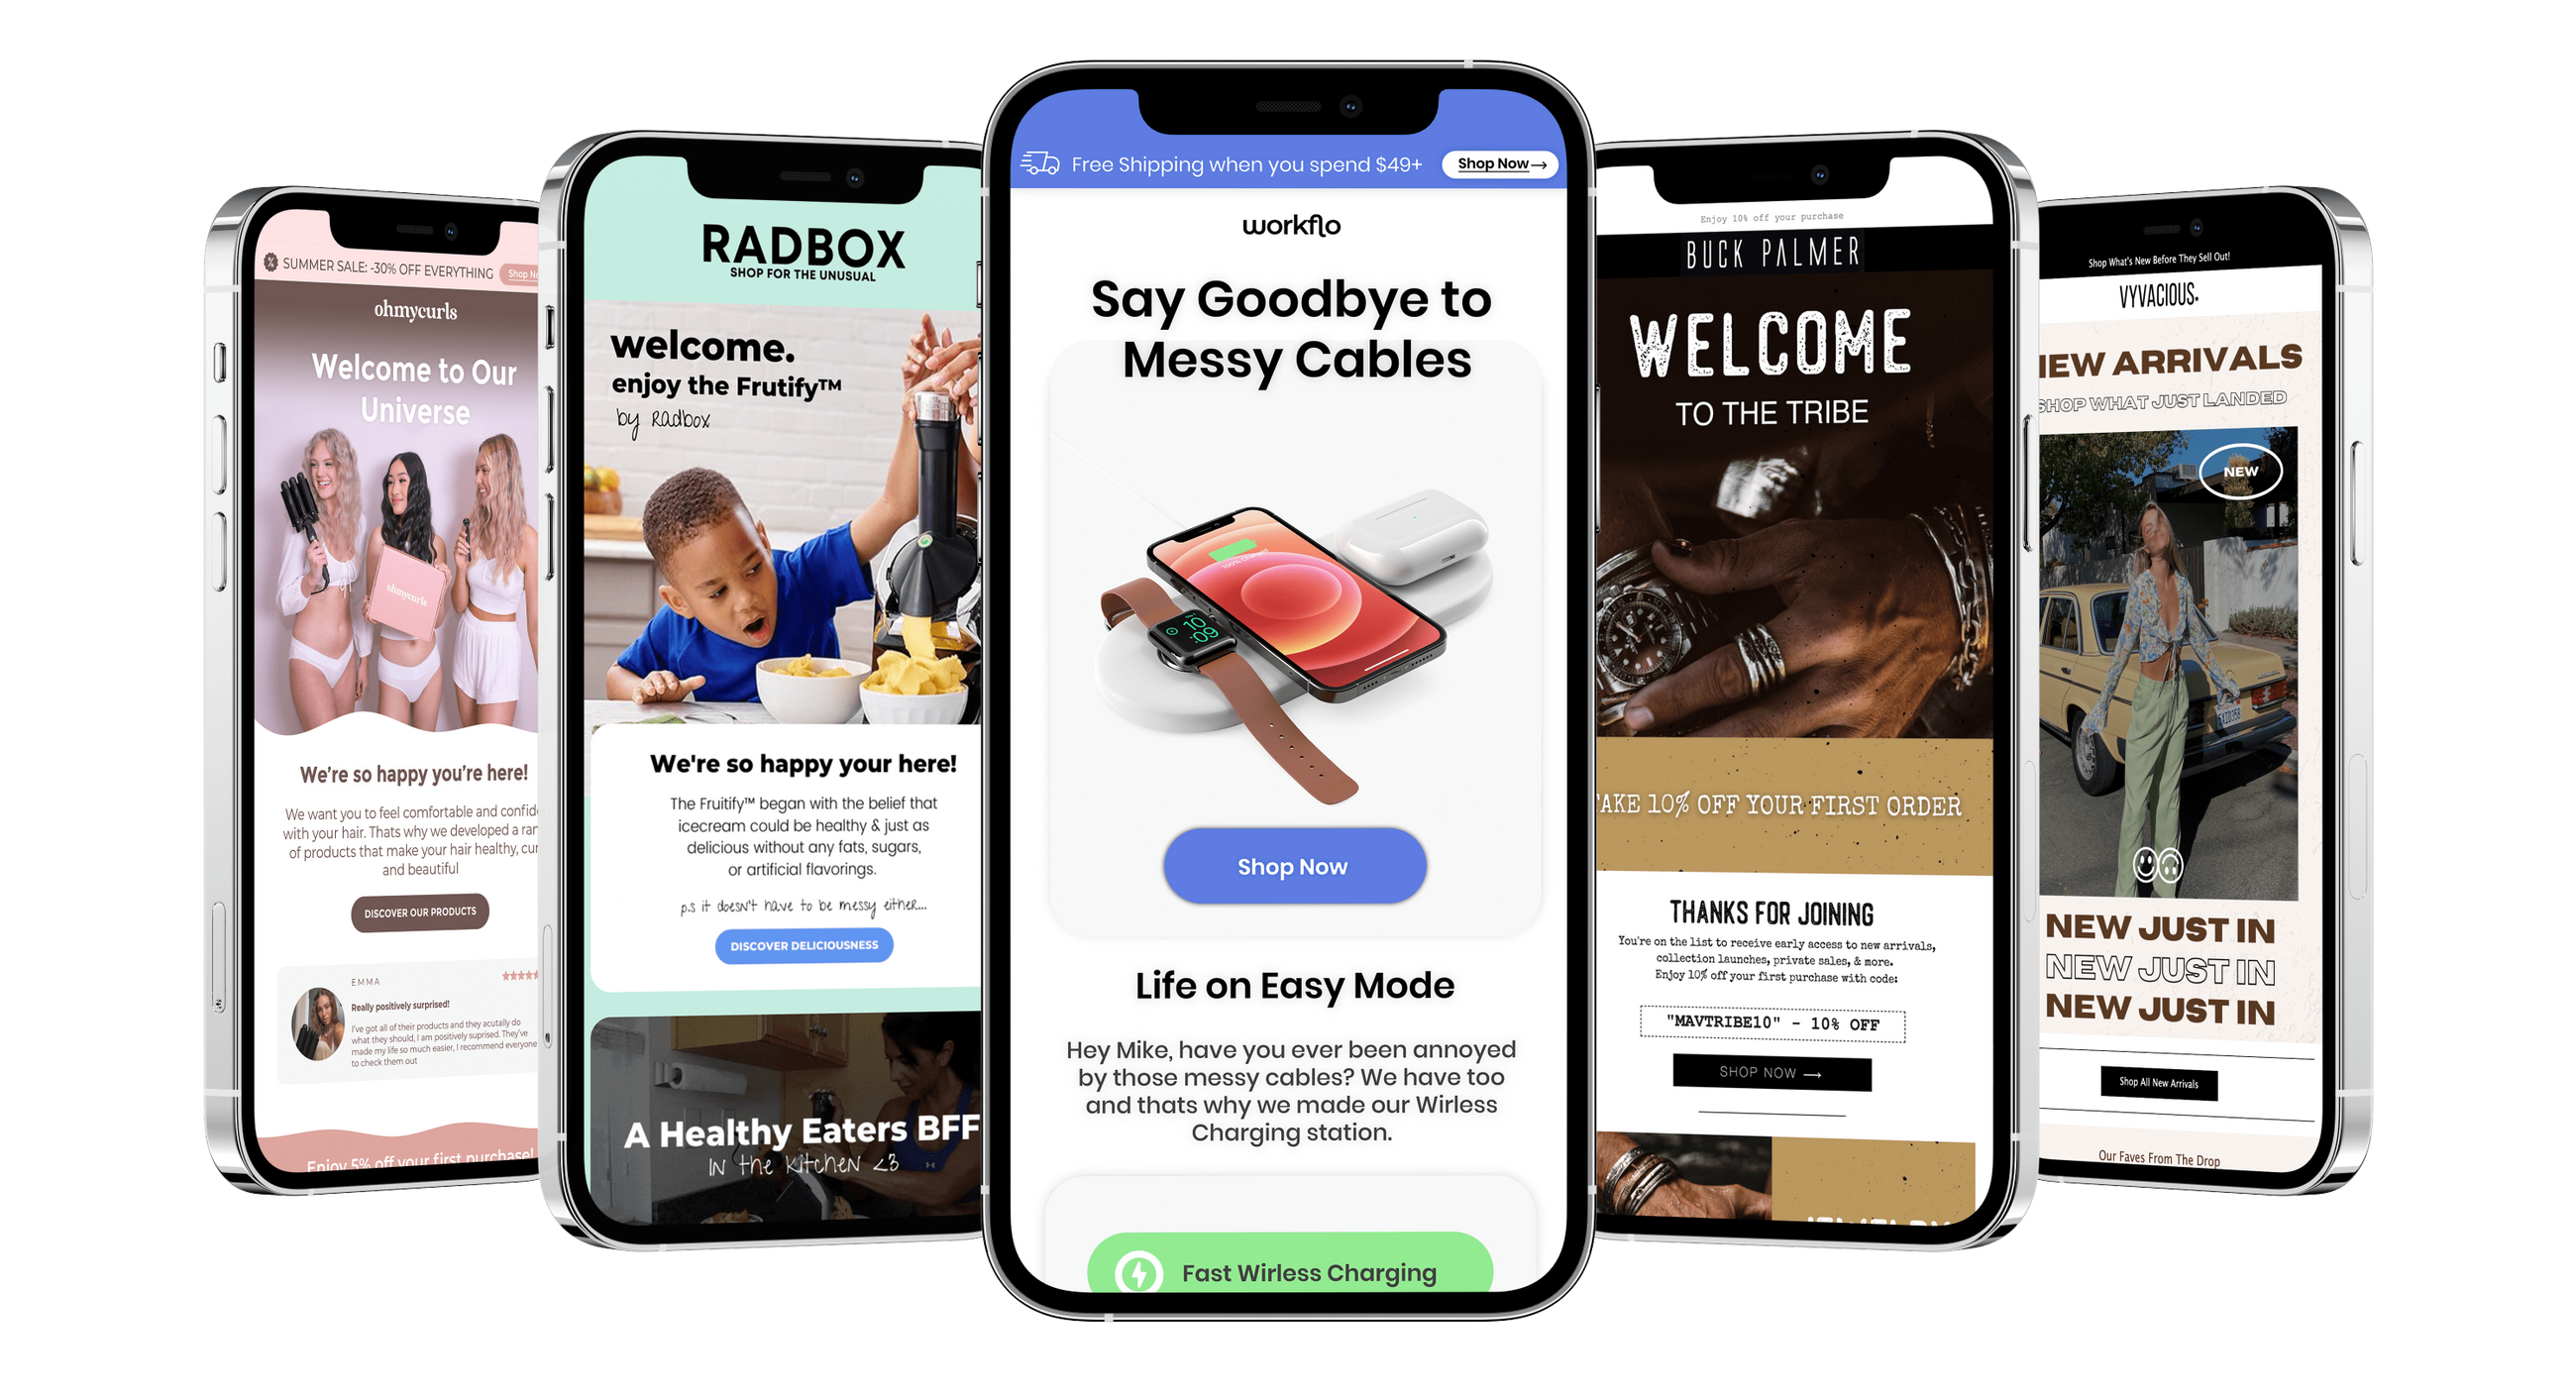 SUMMER SALE: -30% OFF EVERYTHING
Shop
ohmycurls
Welcome to Our
Universe
ohmycurls
We're so happy you're here!
We want you to feel comfortable and
with your hair. Thats why we developed a
of products that make your hair healthy,
and beautiful
DISCOVER OUR PRODUCTS
EMMA
Really positively surprised!
I've got all of their products and they acutally do
what they should, I am positively suprised. They've
made my life so much easier, I recommend everyone
to check them out
Enjoy 5% off your first purchase!
RADBOX
SHOP FOR THE UNUSUAL
welcome.
enjoy the Frutify™
by Radbox
We're so happy your here!
The Fruitify™ began with the belief that
icecream could be healthy & just as
delicious without any fats, sugars,
or artificial flavorings.
p.s it doesn't have to be messy either...
DISCOVER DELICIOUSNESS
A Healthy Eaters BFF
IN the kitchen <3
Free Shipping when you spend $49+
Shop Now→
workflo
Say Goodbye to
Messy Cables
10
09
Shop Now
Life on Easy Mode
Hey Mike, have you ever been annoyed
by those messy cables? We have too
and thats why we made our Wirless
Charging station.
Fast Wirless Charging
Enjoy 10% off your purchase
BUCK PALMER
WELCOME
TO THE TRIBE
TAKE 10% OFF YOUR FIRST ORDER
THANKS FOR JOINING
You're on the list to receive early access to new arrivals,
collection launches, private sales, & more.
Enjoy 10% off your first purchase with code:
"MAVTRIBE10" - 10% OFF
SHOP NOW →
Shop What's New Before They Sell Out!
VYVACIOUS.
NEW ARRIVALS
SHOP WHAT JUST LANDED
NEW
NEW JUST IN
NEW JUST IN
NEW JUST IN
Shop All New Arrivals
Our Faves From The Drop